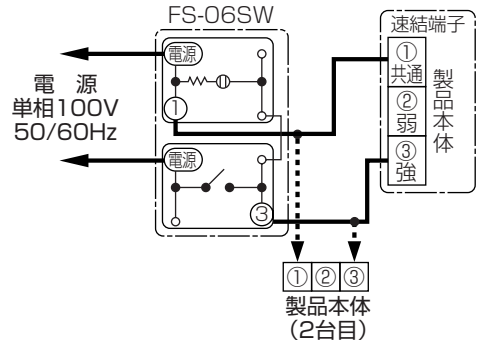 FS-06SW
電源
①
電源
③
電 源
単相100V
50/60Hz
速結端子
①
共通
②
弱
③
強
製品本体
① ② ③
製品本体
（2台目）